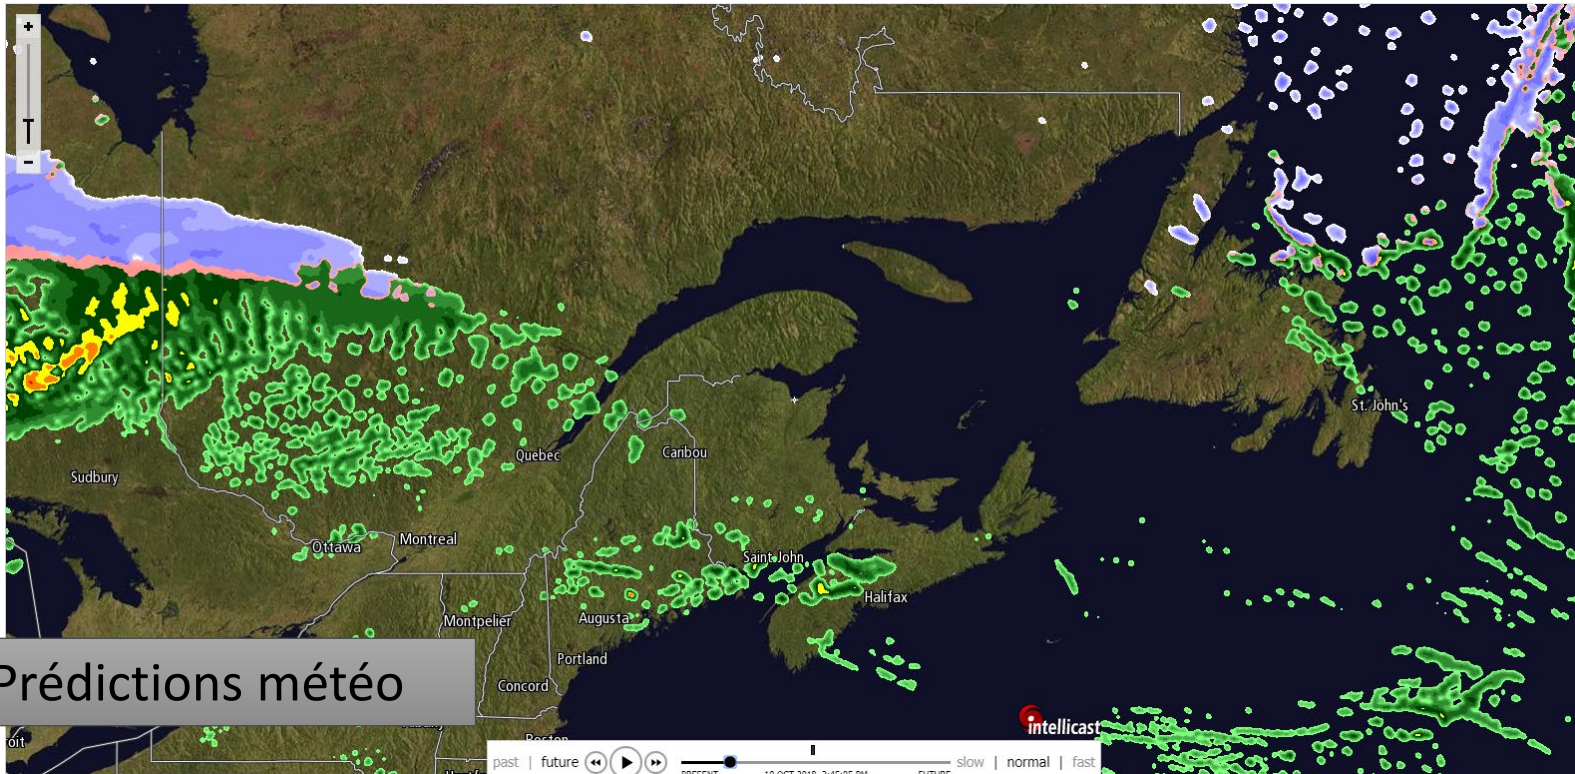 +
-
Sudbury
Quebec
Caribou
St. John's
Ottawa
Montreal
Saint John
Halifax
Montpelier
Augusta
Portland
Concord
Prédictions météo
intellicast
past | future
slow | normal | fast